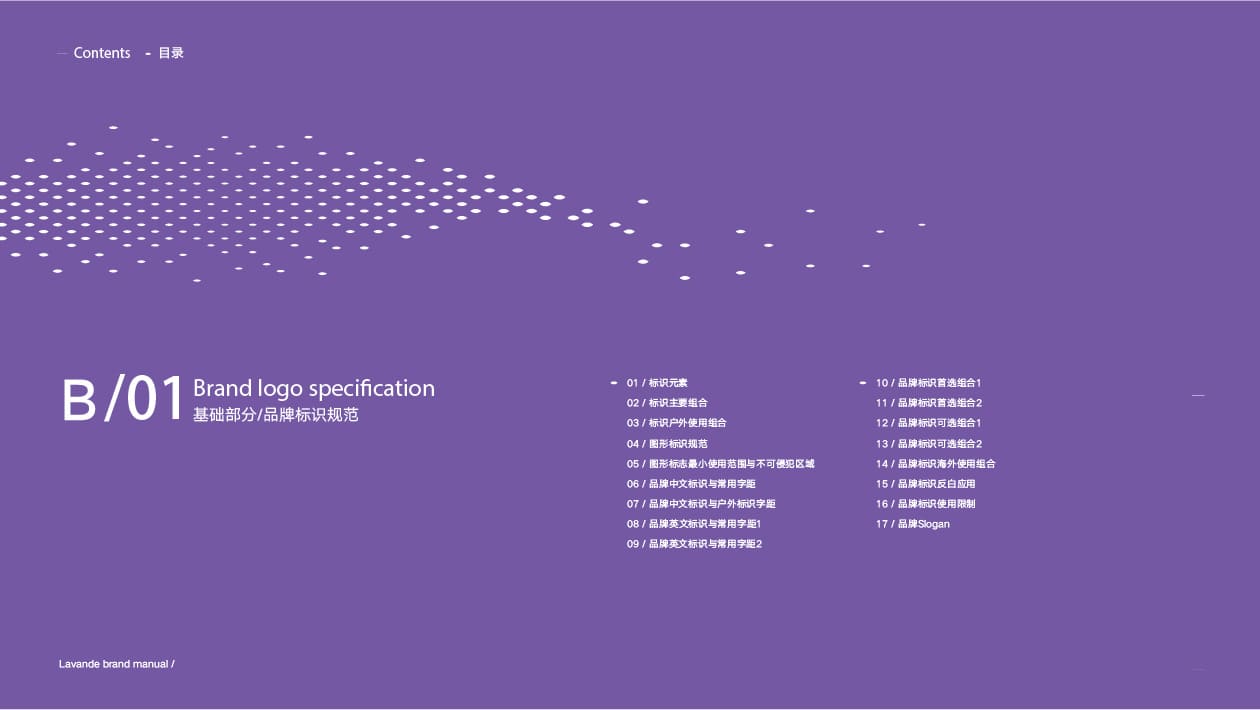 Contents - 目录
B/01 Brand logo specification
基础部分/品牌标识规范
01 / 标识元素
02 / 标识主要组合
03 / 标识户外使用组合
04 / 图形标识规范
05 / 图形标志最小使用范围与不可侵犯区域
06 / 品牌中文标识与常用字距
07 / 品牌中文标识与户外标识字距
08 / 品牌英文标识与常用字距1
09 / 品牌英文标识与常用字距2
10 / 品牌标识首选组合1
11 / 品牌标识首选组合2
12 / 品牌标识可选组合1
13 / 品牌标识可选组合2
14 / 品牌标识海外使用组合
15 / 品牌标识反白应用
16 / 品牌标识使用限制
17 / 品牌Slogan
Lavande brand manual /